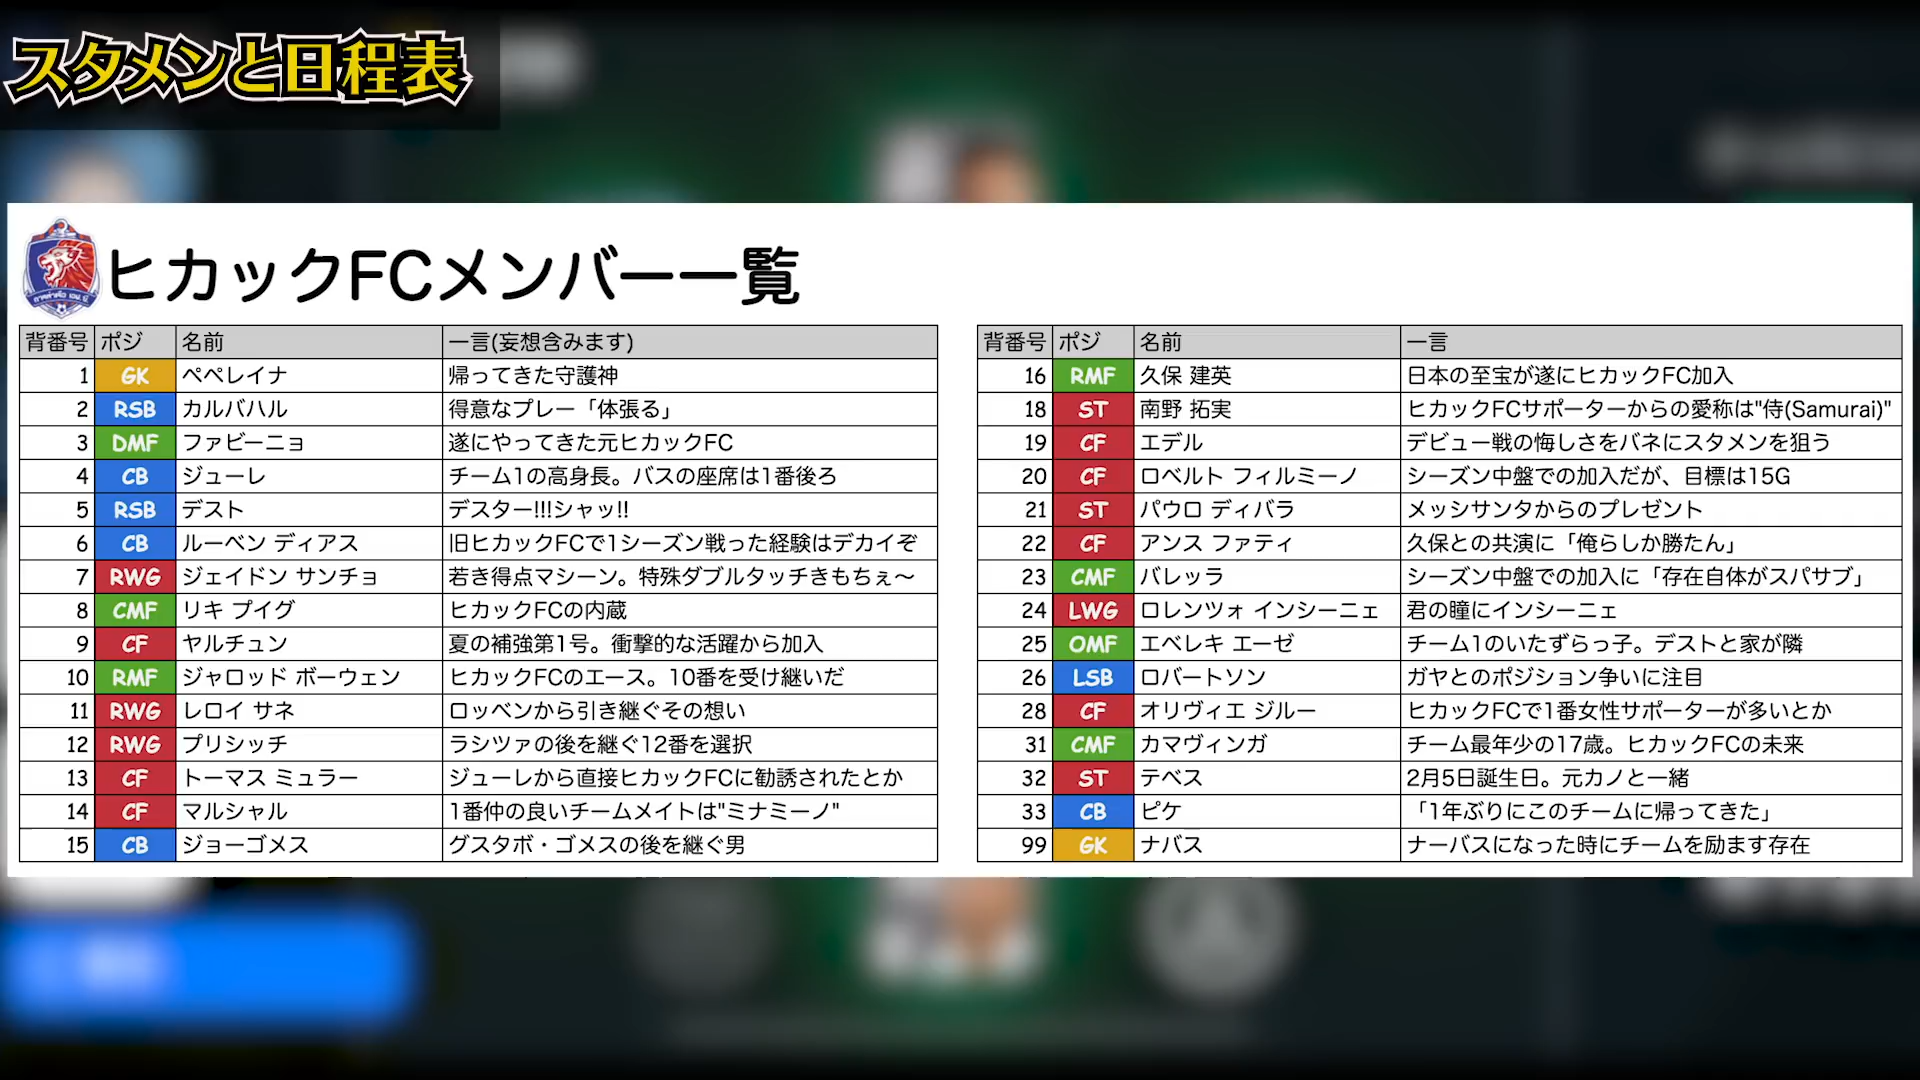 スタメンと日程表
ヒカックFCメンバー一覧
背番号 ポジ 名前 一言(妄想含みます)
1 GK ペペレイナ 帰ってきた守護神
2 RSB カルバハル 得意なプレー「体張る」
3 DMF ファビーニョ 遂にやってきた元ヒカックFC
4 CB ジューレ チーム1の高身長。バスの座席は1番後ろ
5 RSB デスト デスター!!!シャッ!!
6 CB ルーベン ディアス 旧ヒカックFCで1シーズン戦った経験はデカイぞ
7 RWG ジェイドン サンチョ 若き得点マシーン。特殊ダブルタッチきもちぇ〜
8 CMF リキ プイグ ヒカックFCの内蔵
9 CF ヤルチュン 夏の補強第1号。衝撃的な活躍から加入
10 RMF ジャロッド ボーウェン ヒカックFCのエース。10番を受け継いだ
11 RWG レロイ サネ ロッベンから引き継ぐその想い
12 RWG プリシッチ ラシツァの後を継ぐ12番を選択
13 CF トーマス ミュラー ジューレから直接ヒカックFCに勧誘されたとか
14 CF マルシャル 1番仲の良いチームメイトは"ミナミーノ"
15 CB ジョーゴメス グスタボ・ゴメスの後を継ぐ男
背番号 ポジ 名前 一言
16 RMF 久保 建英 日本の至宝が遂にヒカックFC加入
18 ST 南野 拓実 ヒカックFCサポーターからの愛称は"侍(Samurai)"
19 CF エデル デビュー戦の悔しさをバネにスタメンを狙う
20 CF ロベルト フィルミーノ シーズン中盤での加入だが、目標は15G
21 ST パウロ ディバラ メッシサンタからのプレゼント
22 CF アンス ファティ 久保との共演に「俺らしか勝たん」
23 CMF バレッラ シーズン中盤での加入に「存在自体がスパサブ」
24 LWG ロレンツォ インシーニェ 君の瞳にインシーニェ
25 OMF エベレキ エーゼ チーム1のいたずらっ子。デストと家が隣
26 LSB ロバートソン ガヤとのポジション争いに注目
28 CF オリヴィエ ジルー ヒカックFCで1番女性サポーターが多いとか
31 CMF カマヴィンガ チーム最年少の17歳。ヒカックFCの未来
32 ST テベス 2月5日誕生日。元カノと一緒
33 CB ピケ 「1年ぶりにこのチームに帰ってきた」
99 GK ナバス ナーバスになった時にチームを励ます存在